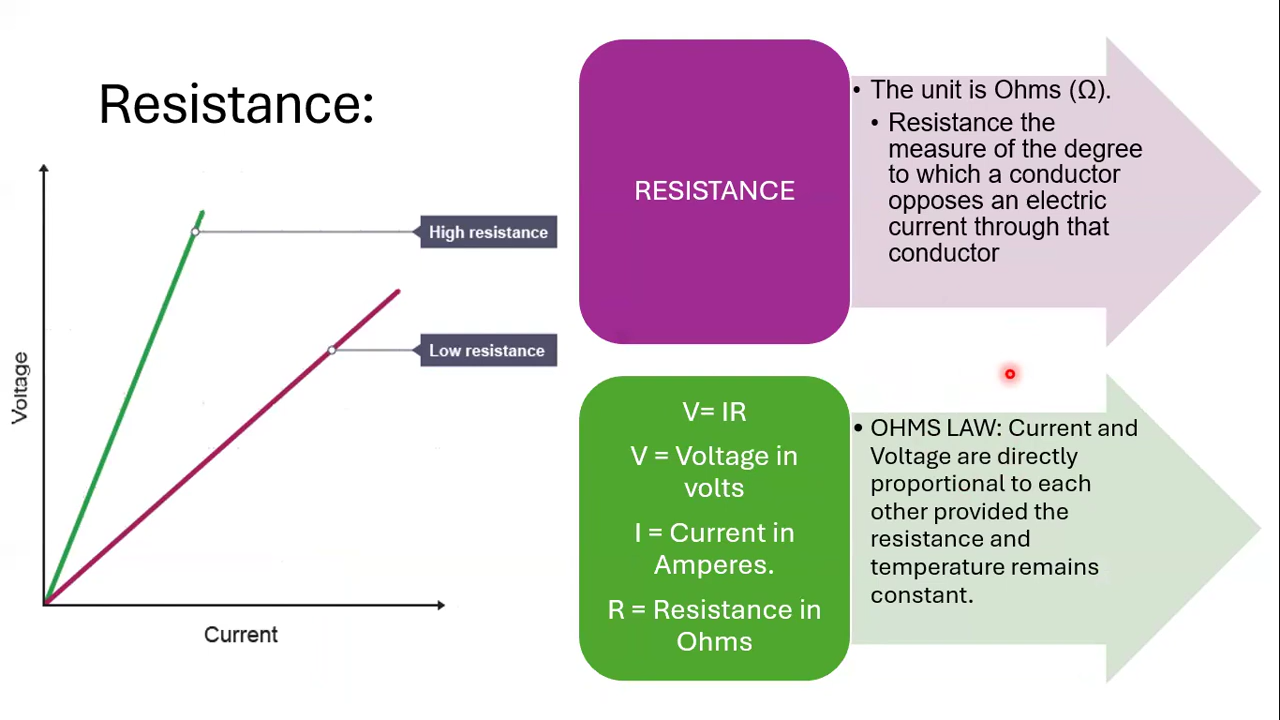 Resistance:
High resistance
Low resistance
Voltage
Current
RESISTANCE
• The unit is Ohms (Ω).
• Resistance the
measure of the degree
to which a conductor
opposes an electric
current through that
conductor
V= IR
V = Voltage in
volts
I = Current in
Amperes.
R = Resistance in
Ohms
• OHMS LAW: Current and
Voltage are directly
proportional to each
other provided the
resistance and
temperature remains
constant.